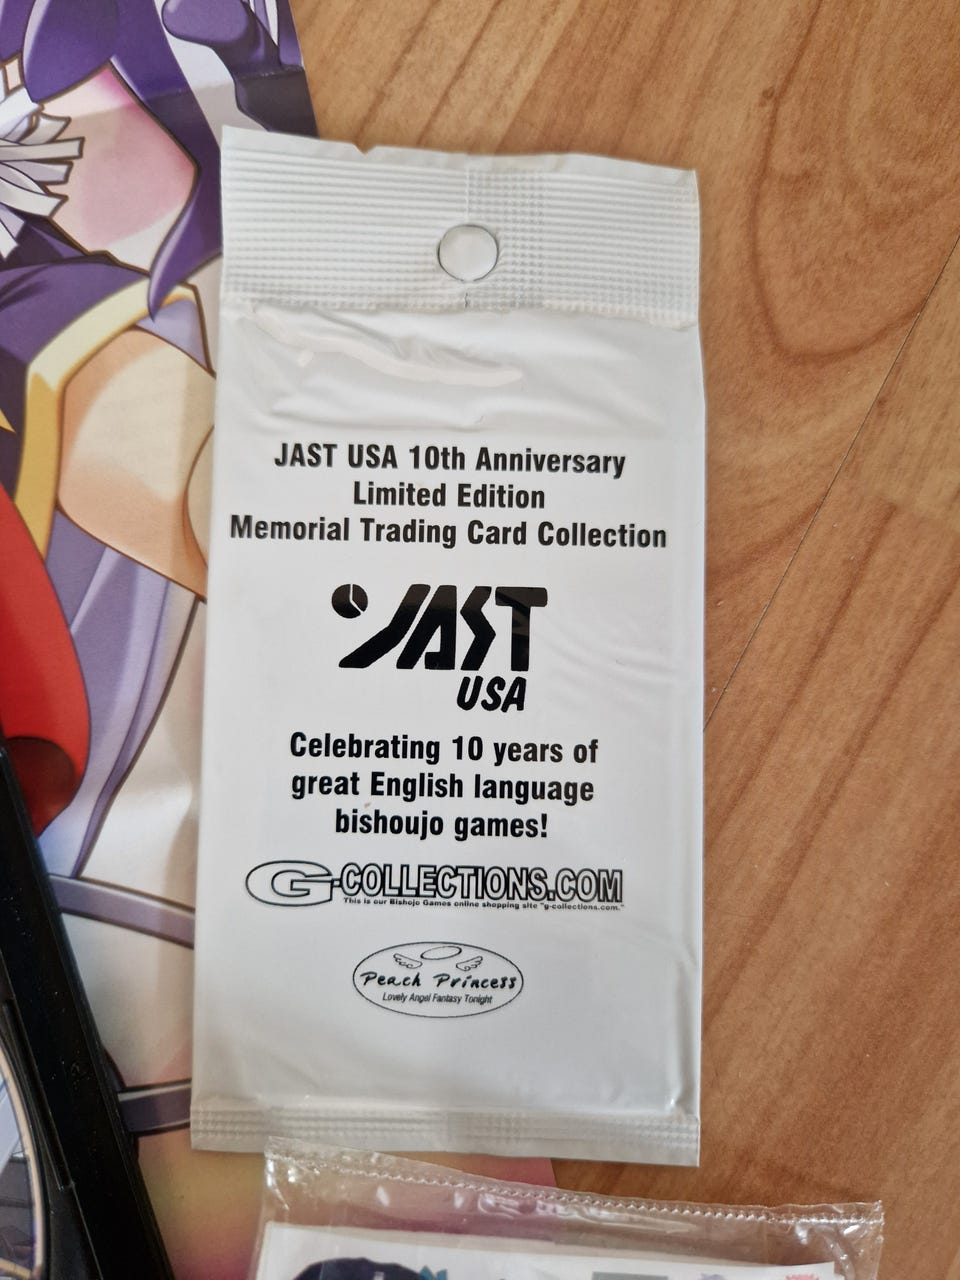 JAST USA 10th Anniversary
Limited Edition
Memorial Trading Card Collection
JAST
USA
Celebrating 10 years of
great English language
bishoujo games!
G-COLLECTIONS.COM
This is our Bishojo Games online shopping site "g-collections.com."
Peach Princess
Lovely Angel Fantasy Tonight